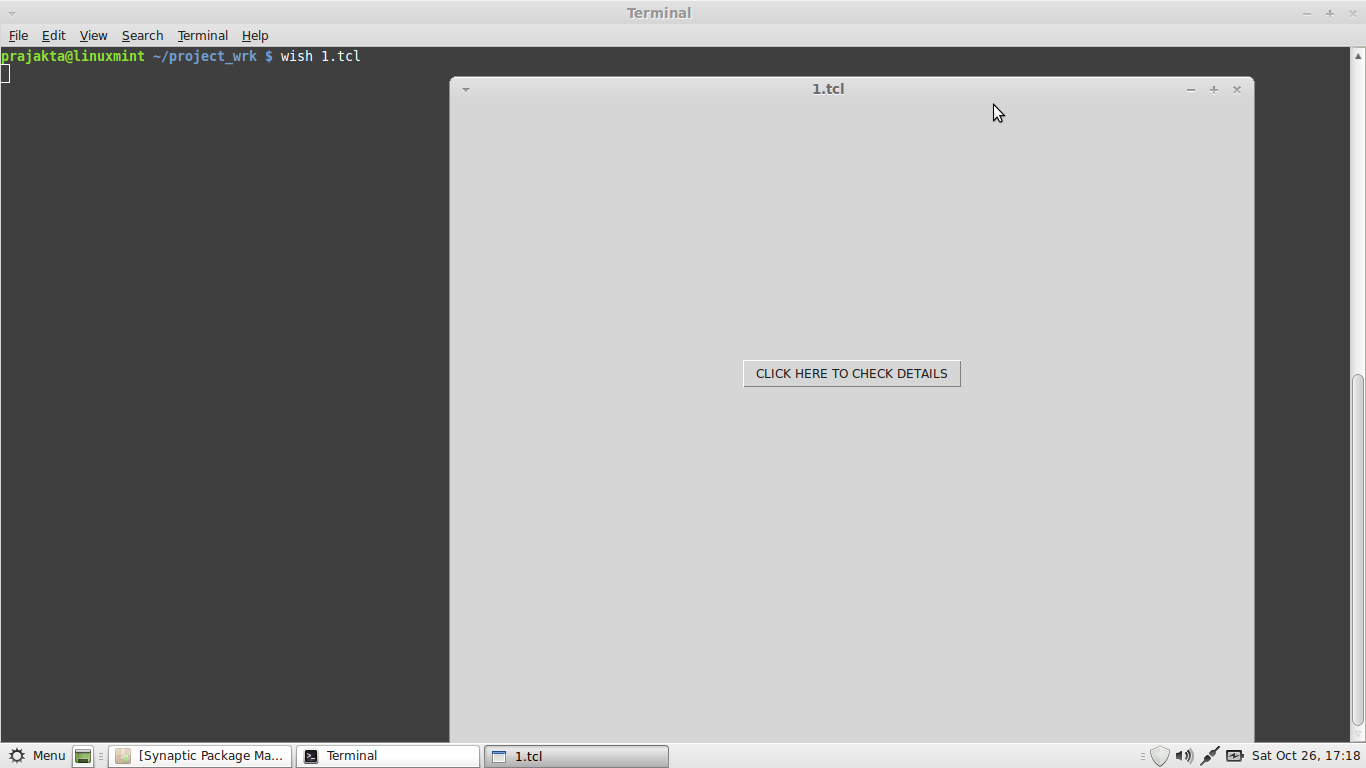 Terminal
File Edit View Search Terminal Help
prajakta@linuxmint ~/project_wrk $ wish 1.tcl
1.tcl
CLICK HERE TO CHECK DETAILS
Menu [Synaptic Package Ma... Terminal 1.tcl Sat Oct 26, 17:18